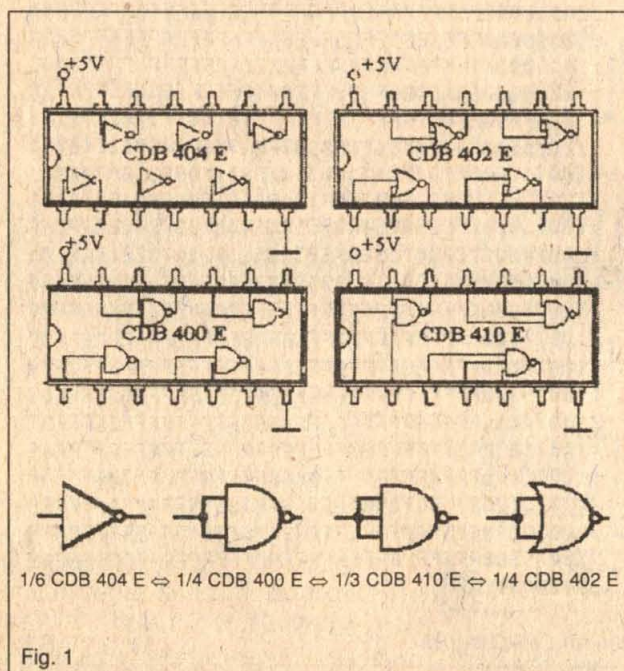 +5V +5V
CDB 404 E CDB 402 E
+5V +5V
CDB 400 E CDB 410 E
1/6 CDB 404 E ⇔ 1/4 CDB 400 E ⇔ 1/3 CDB 410 E ⇔ 1/4 CDB 402 E
Fig. 1